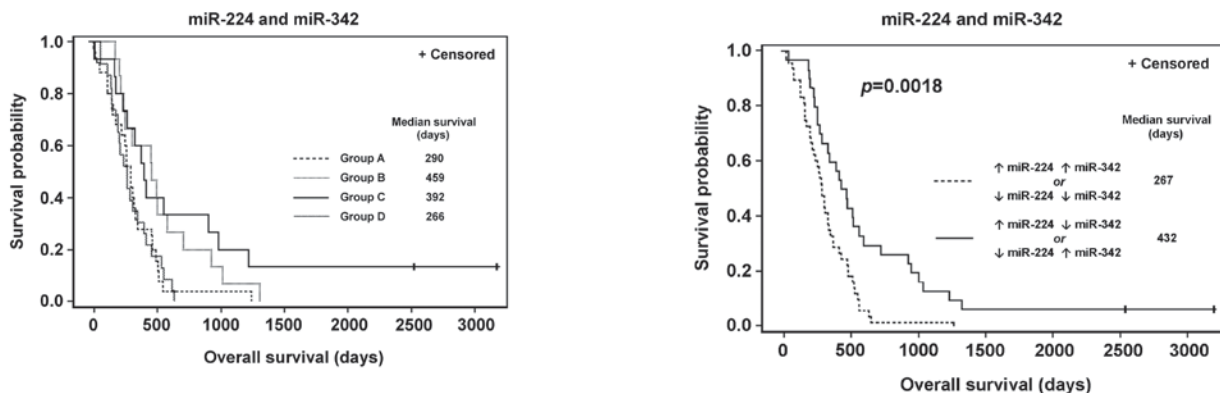 miR-224 and miR-342
+ Censored
Survival probability
1.0
0.8
0.6
0.4
0.2
0.0
Median survival
(days)
Group A 290
Group B 459
Group C 392
Group D 266
0 500 1000 1500 2000 2500 3000
Overall survival (days)
miR-224 and miR-342
+ Censored
p=0.0018
Survival probability
1.0
0.8
0.6
0.4
0.2
0.0
Median survival
(days)
↑ miR-224 ↑ miR-342
or 267
↓ miR-224 ↓ miR-342
↑ miR-224 ↓ miR-342
or 432
↓ miR-224 ↑ miR-342
0 500 1000 1500 2000 2500 3000
Overall survival (days)